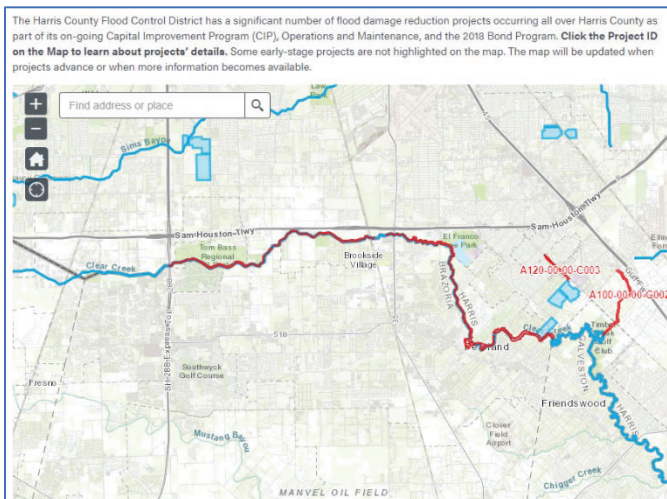 The Harris County Flood Control District has a significant number of flood damage reduction projects occurring all over Harris County as
part of its on-going Capital Improvement Program (CIP), Operations and Maintenance, and the 2018 Bond Program. Click the Project ID
on the Map to learn about projects' details. Some early-stage projects are not highlighted on the map. The map will be updated when
projects advance or when more information becomes available.
+
Find address or place
−
Sims Bayou
Sam-Houston-Tlwy
Sam-Houston-Tlwy
El Franco
Park
Clear Creek
Tom Bass
Regional
Brookside
Village
A120-00-00-C003
A100-00-00-G002
BRAZORIA
HARRIS
288
518
35
Club
Southwyck
Golf Course
GALVESTON
HARRIS
Fresno
Friendswood
Clover
Field
Airport
Mustang Bayou
Chigger Creek
MANVEL OIL FIELD